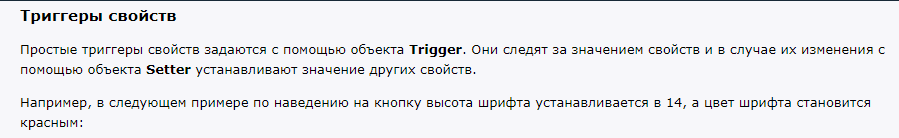 Триггеры свойств
Простые триггеры свойств задаются с помощью объекта Trigger. Они следят за значением свойств и в случае их изменения с
помощью объекта Setter устанавливают значение других свойств.
Например, в следующем примере по наведению на кнопку высота шрифта устанавливается в 14, а цвет шрифта становится
красным: